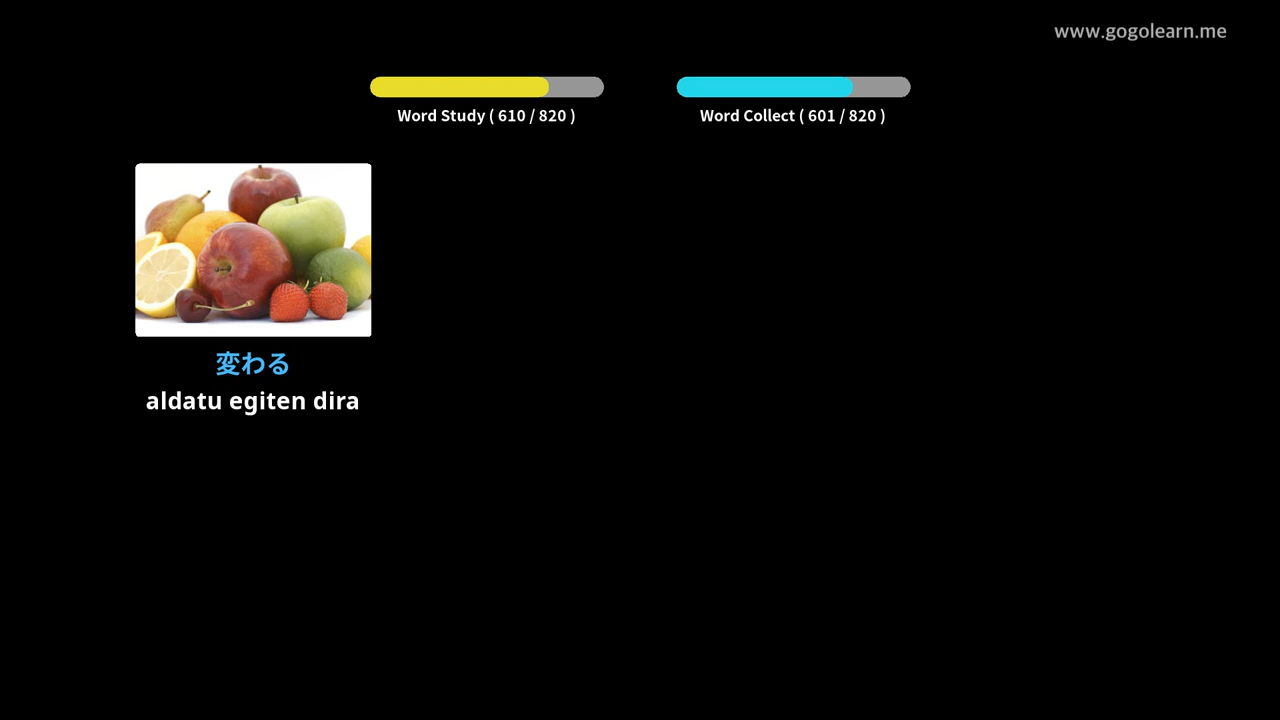 www.gogolearn.me
Word Study ( 610 / 820 )
Word Collect ( 601 / 820 )
変わる
aldatu egiten dira